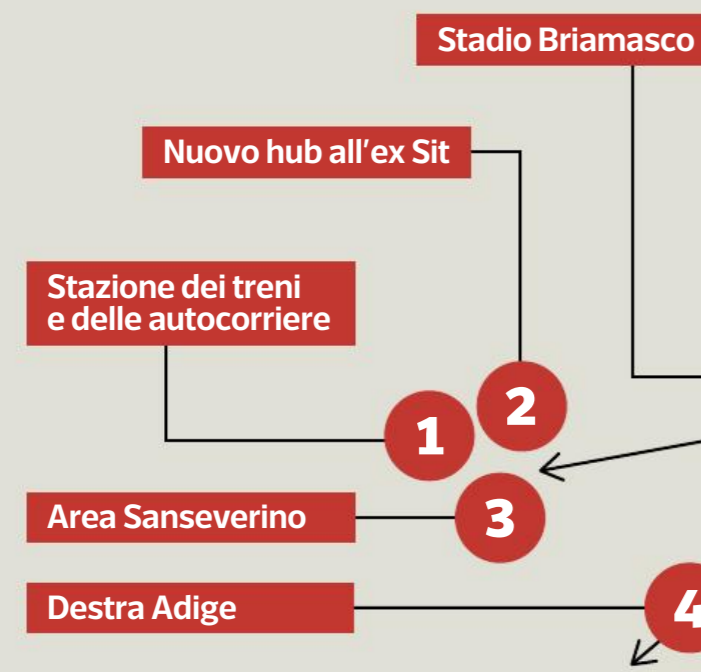 Stadio Briamasco
Nuovo hub all'ex Sit
Stazione dei treni
e delle autocorriere
2
1
Area Sanseverino
3
Destra Adige
4